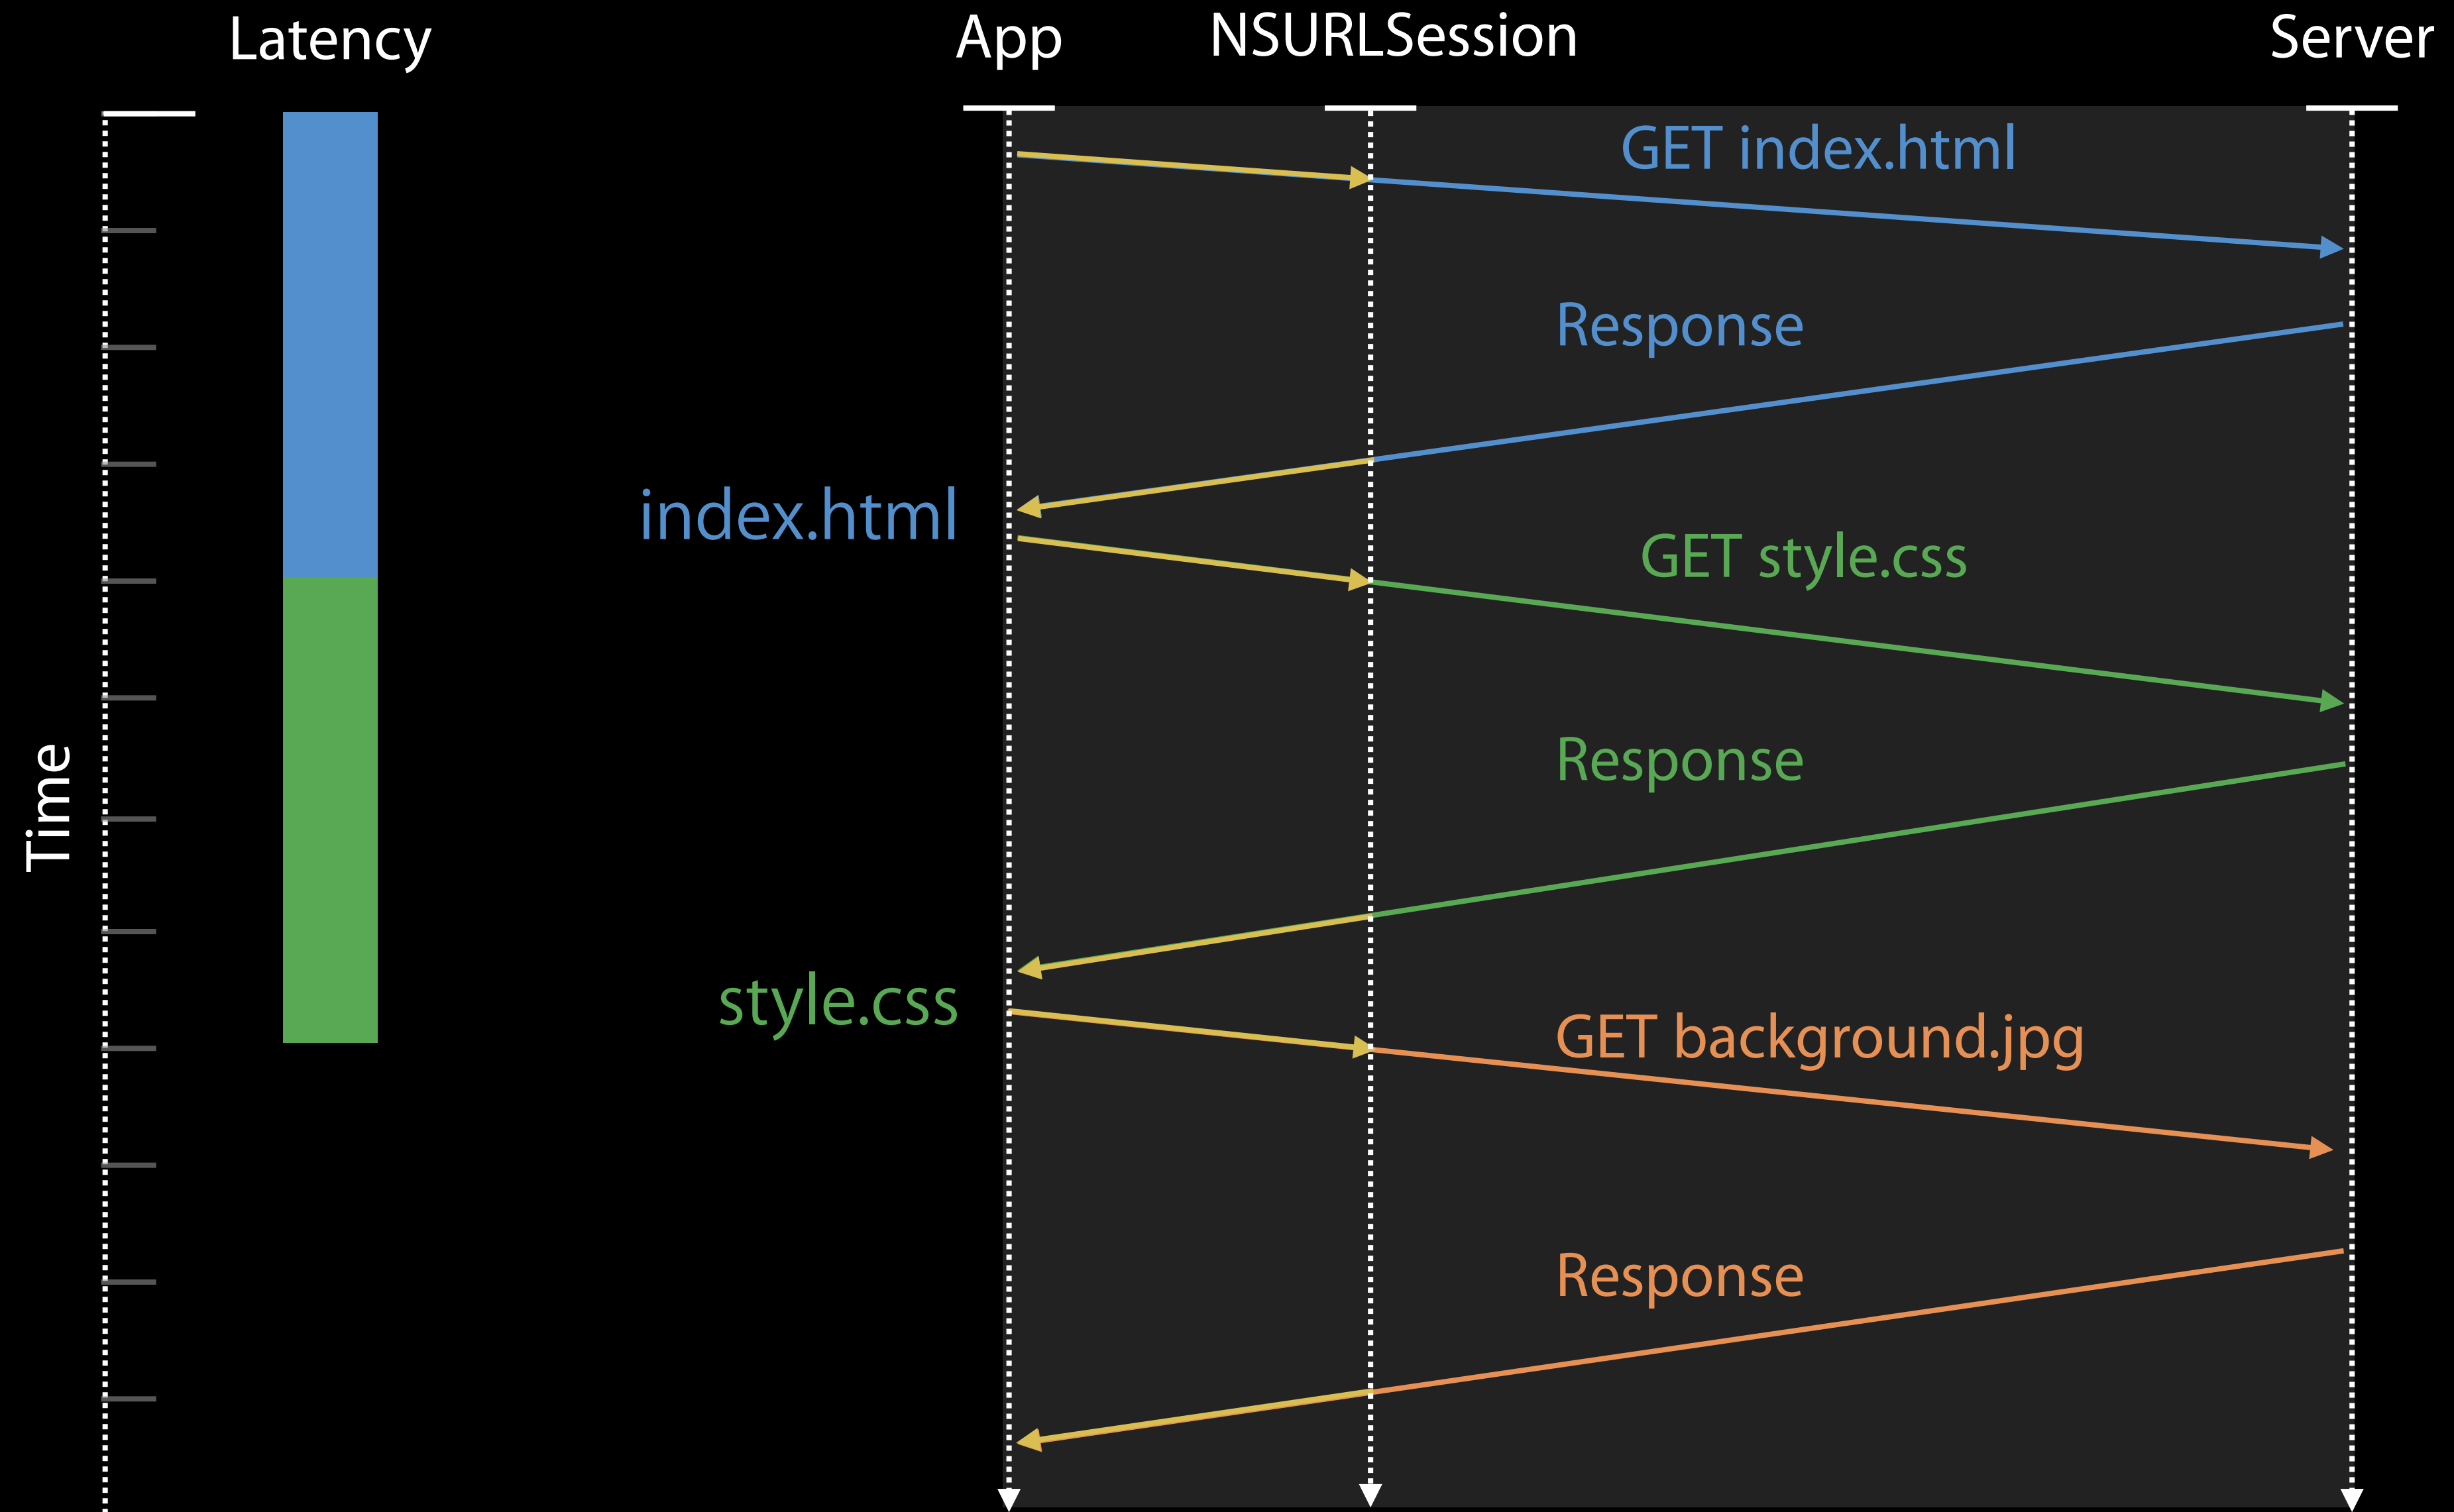 Latency
App
NSURLSession
Server
GET index.html
Response
index.html
GET style.css
Response
Time
style.css
GET background.jpg
Response